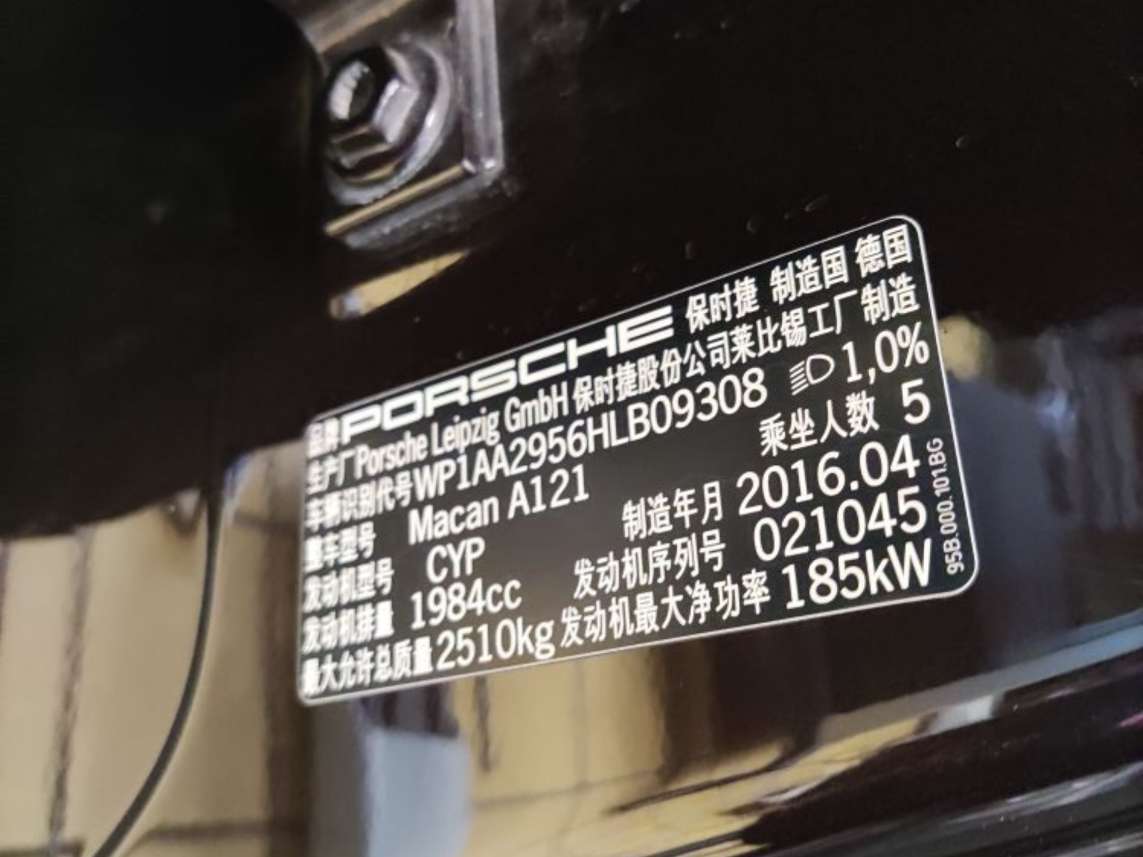 品牌 PORSCHE 保时捷 制造国 德国
生产厂 Porsche Leipzig GmbH 保时捷股份公司莱比锡工厂制造
车辆识别代号 WP1AA2956HLB09308 1,0%
整车型号 Macan A121 乘坐人数 5
发动机型号 CYP 制造年月 2016.04
发动机排量 1984cc 发动机序列号 021045
最大允许总质量 2510kg 发动机最大净功率 185kW
95B.000.101.BG